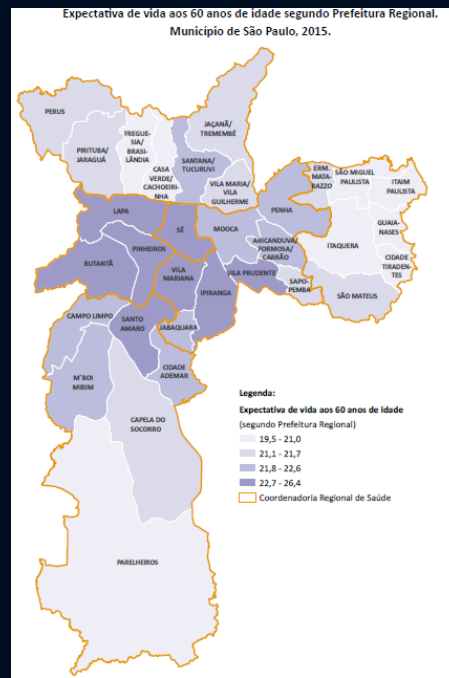 Expectativa de vida aos 60 anos de idade segundo Prefeitura Regional.
Município de São Paulo, 2015.
PERUS
PIRITUBA/
JARAGUÁ
FREGUE-
SIA/
BRASI-
LÂNDIA
CASA
VERDE/
CACHOEIRI-
NHA
JAÇANÃ/
TREMEMBÉ
SANTANA/
TUCURUVI
VILA MARIA/
VILA
GUILHERME
ERM.
MATA-
RAZZO
SÃO MIGUEL
PAULISTA
ITAIM
PAULISTA
PENHA
LAPA
SÉ
MOOCA
ARICANDUVA/
FORMOSA/
CARRÃO
ITAQUERA
GUAIA-
NASES
CIDADE
TIRADEN-
TES
PINHEIROS
BUTANTÃ
VILA
MARIANA
IPIRANGA
VILA PRUDENTE
SAPO-
PEMBA
SÃO MATEUS
CAMPO LIMPO
SANTO
AMARO
JABAQUARA
CIDADE
ADEMAR
M´BOI
MIRIM
CAPELA DO
SOCORRO
PARELHEIROS
Legenda:
Expectativa de vida aos 60 anos de idade
(segundo Prefeitura Regional)
19,5 - 21,0
21,1 - 21,7
21,8 - 22,6
22,7 - 26,4
Coordenadoria Regional de Saúde